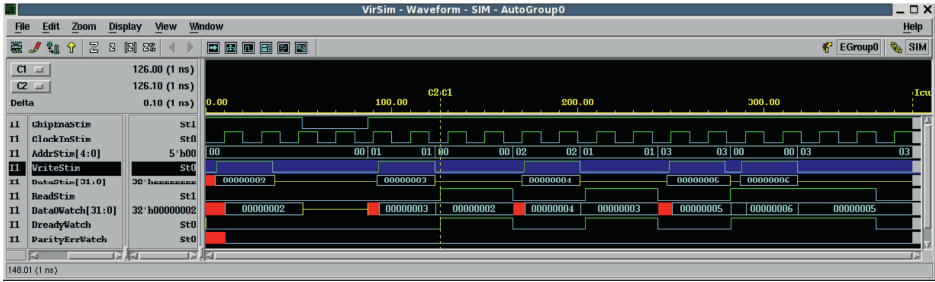 VirSim - Waveform - SIM - AutoGroup0
File Edit Zoom Display View Window Help
EGroup0 SIM
C1 126.00 (1 ns)
C2 126.10 (1 ns)
Delta 0.10 (1 ns)
C2 C1
0.00 100.00 200.00 300.00
I1 ChipEnaStim St1
I1 ClockInStim St0
I1 AddrStim[4:0] 5'h00 00 00 01 01 00 00 02 02 01 01 03 03 00 00 03 03
I1 WriteStim St0
I1 DataStim[31:0] 00000002 00000003 00000004 00000005 00000006
I1 ReadStim St1
I1 DataOWatch[31:0] 32'h00000002 00000002 00000003 00000002 00000004 00000003 00000005 00000006 00000005
I1 DreadyWatch St0
I1 ParityErrWatch St0
148.01 (1 ns)